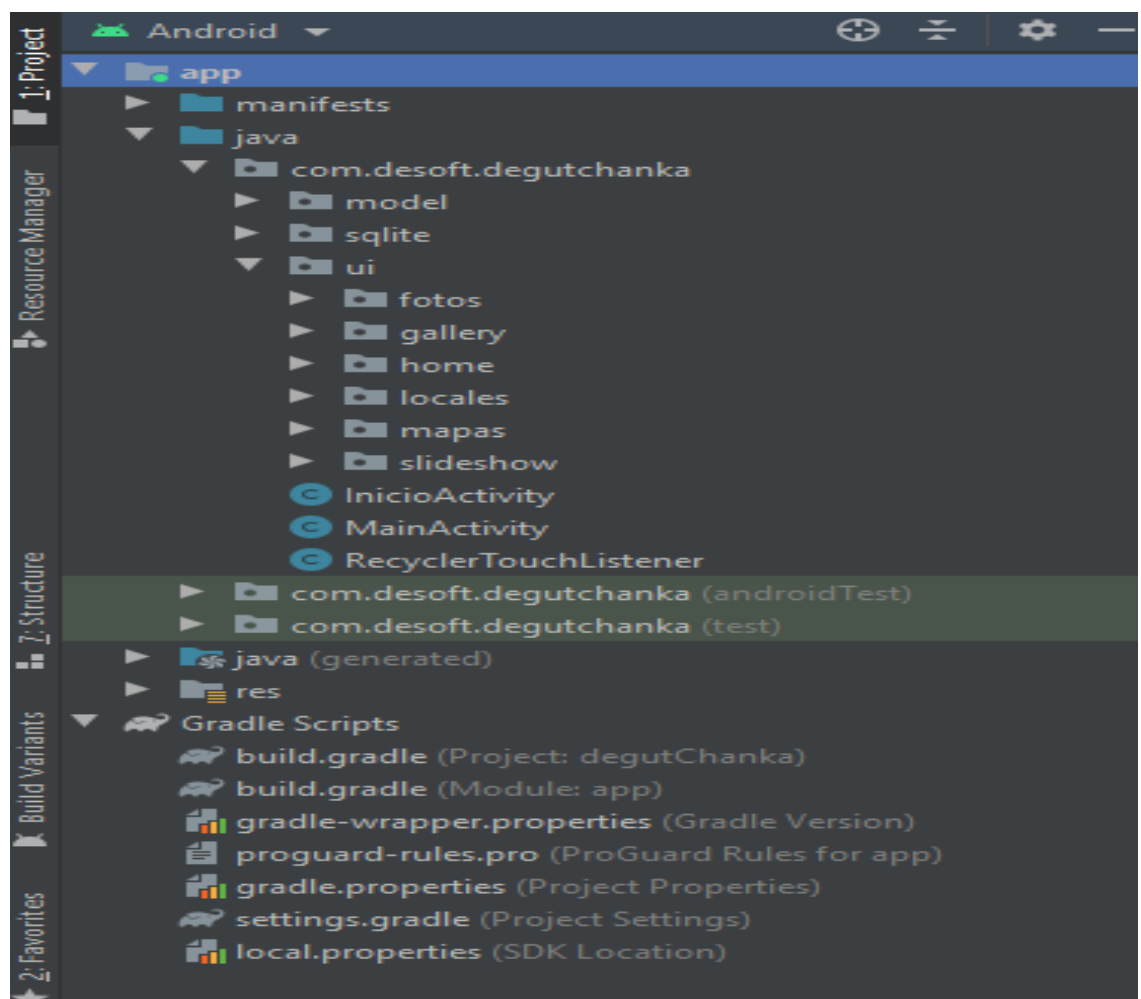 Android
app
manifests
java
com.desoft.degutchanka
model
sqlite
ui
fotos
gallery
home
locales
mapas
slideshow
InicioActivity
MainActivity
RecyclerTouchListener
com.desoft.degutchanka (androidTest)
com.desoft.degutchanka (test)
java (generated)
res
Gradle Scripts
build.gradle (Project: degutChanka)
build.gradle (Module: app)
gradle-wrapper.properties (Gradle Version)
proguard-rules.pro (ProGuard Rules for app)
gradle.properties (Project Properties)
settings.gradle (Project Settings)
local.properties (SDK Location)
1: Project
Resource Manager
7: Structure
Build Variants
2: Favorites